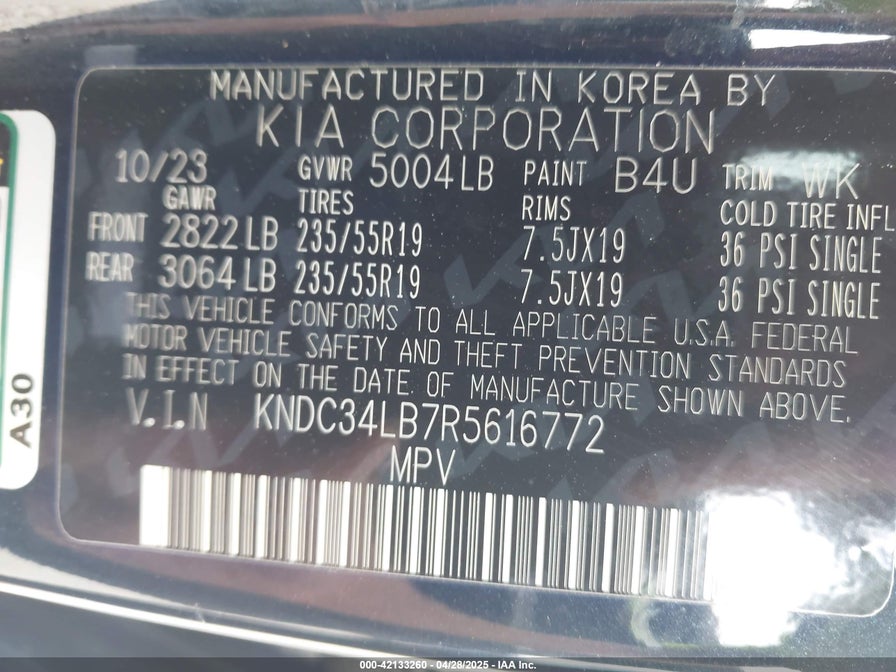 MANUFACTURED IN KOREA BY
KIA CORPORATION
10/23 GVWR 5004LB PAINT B4U TRIM WK
GAWR TIRES RIMS COLD TIRE INFL
FRONT 2822LB 235/55R19 7.5JX19 36 PSI SINGLE
REAR 3064LB 235/55R19 7.5JX19 36 PSI SINGLE
THIS VEHICLE CONFORMS TO ALL APPLICABLE U.S.A. FEDERAL
MOTOR VEHICLE SAFETY AND THEFT PREVENTION STANDARDS
IN EFFECT ON THE DATE OF MANUFACTURE SHOWN ABOVE.
V.I.N KNDC34LB7R5616772
MPV
A30
000-42133260 - 04/28/2025 - IAA Inc.